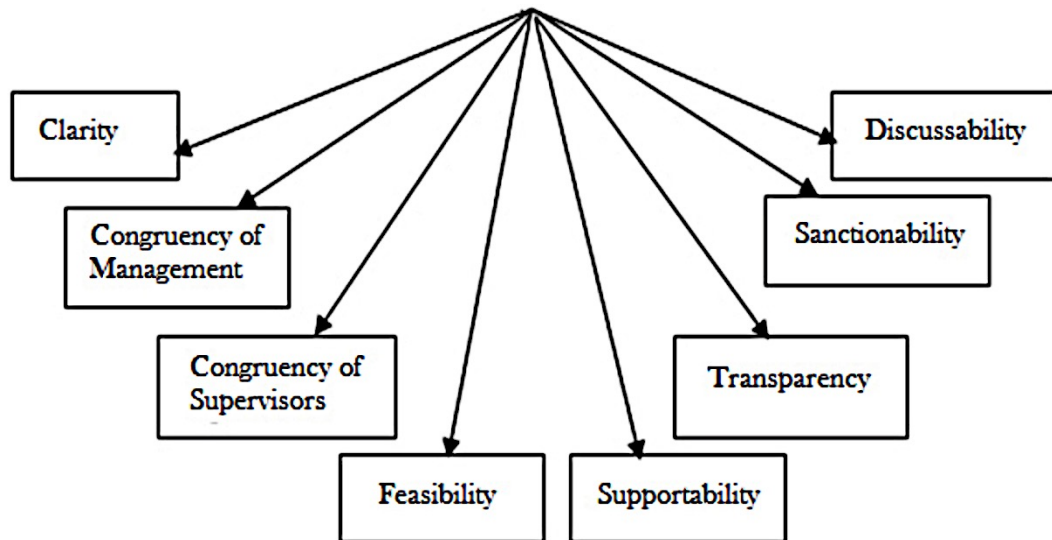 Clarity
Congruency of
Management
Congruency of
Supervisors
Feasibility
Supportability
Transparency
Sanctionability
Discussability